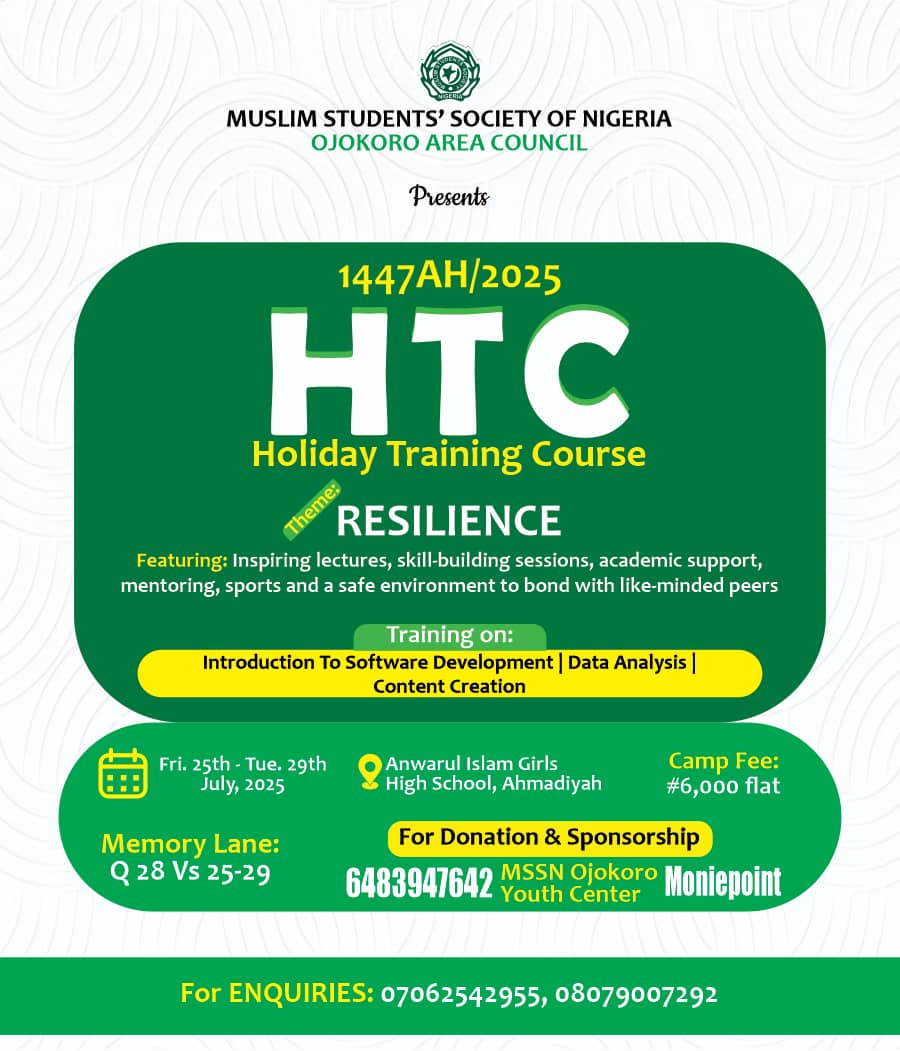 MUSLIM STUDENTS' SOCIETY OF NIGERIA
OJOKORO AREA COUNCIL
Presents
1447AH/2025
HTC
Holiday Training Course
Theme:
RESILIENCE
Featuring: Inspiring lectures, skill-building sessions, academic support,
mentoring, sports and a safe environment to bond with like-minded peers
Training on:
Introduction To Software Development | Data Analysis |
Content Creation
Fri. 25th - Tue. 29th
July, 2025
Anwarul Islam Girls
High School, Ahmadiyah
Camp Fee:
#6,000 flat
Memory Lane:
Q 28 Vs 25-29
For Donation & Sponsorship
6483947642
MSSN Ojokoro
Youth Center
Moniepoint
For ENQUIRIES: 07062542955, 08079007292